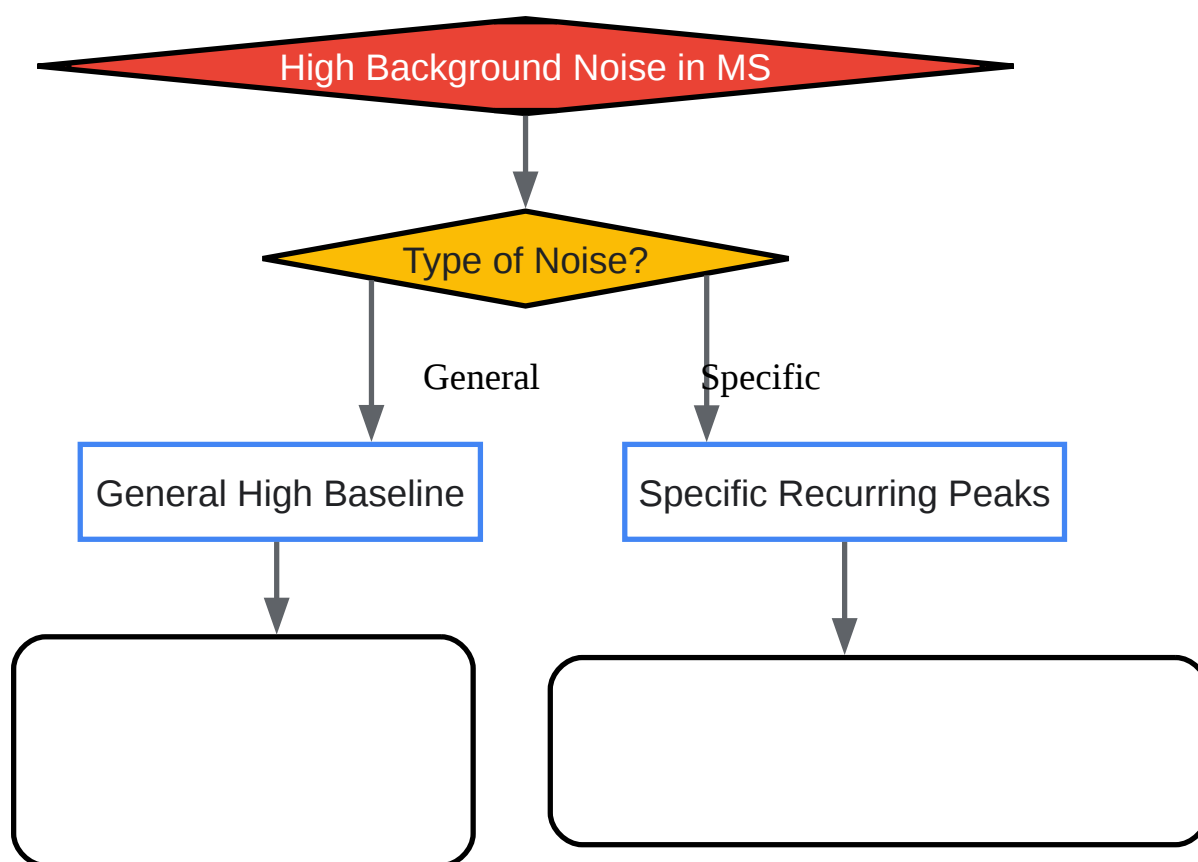 High Background Noise in MS
Type of Noise?
General
Specific
General High Baseline
Specific Recurring Peaks